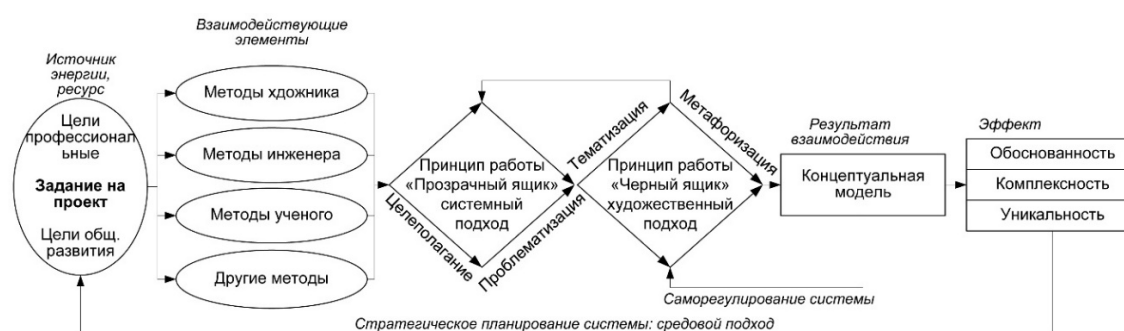 Взаимодействующие
элементы
Источник
энергии,
ресурс
Цели
профессионал
ьные
Задание на
проект
Цели общ.
развития
Методы хдожника
Методы инженера
Методы ученого
Другие методы
Принцип работы
«Прозрачный ящик»
системный
подход
Целеполагание
Проблематизация
Тематизация
Метафоризация
Принцип работы
«Черный ящик»
художественный
подход
Результат
взаимодействия
Концептуальная
модель
Эффект
Обоснованность
Комплексность
Уникальность
Саморегулирование системы
Стратегическое планирование системы: средовой подход